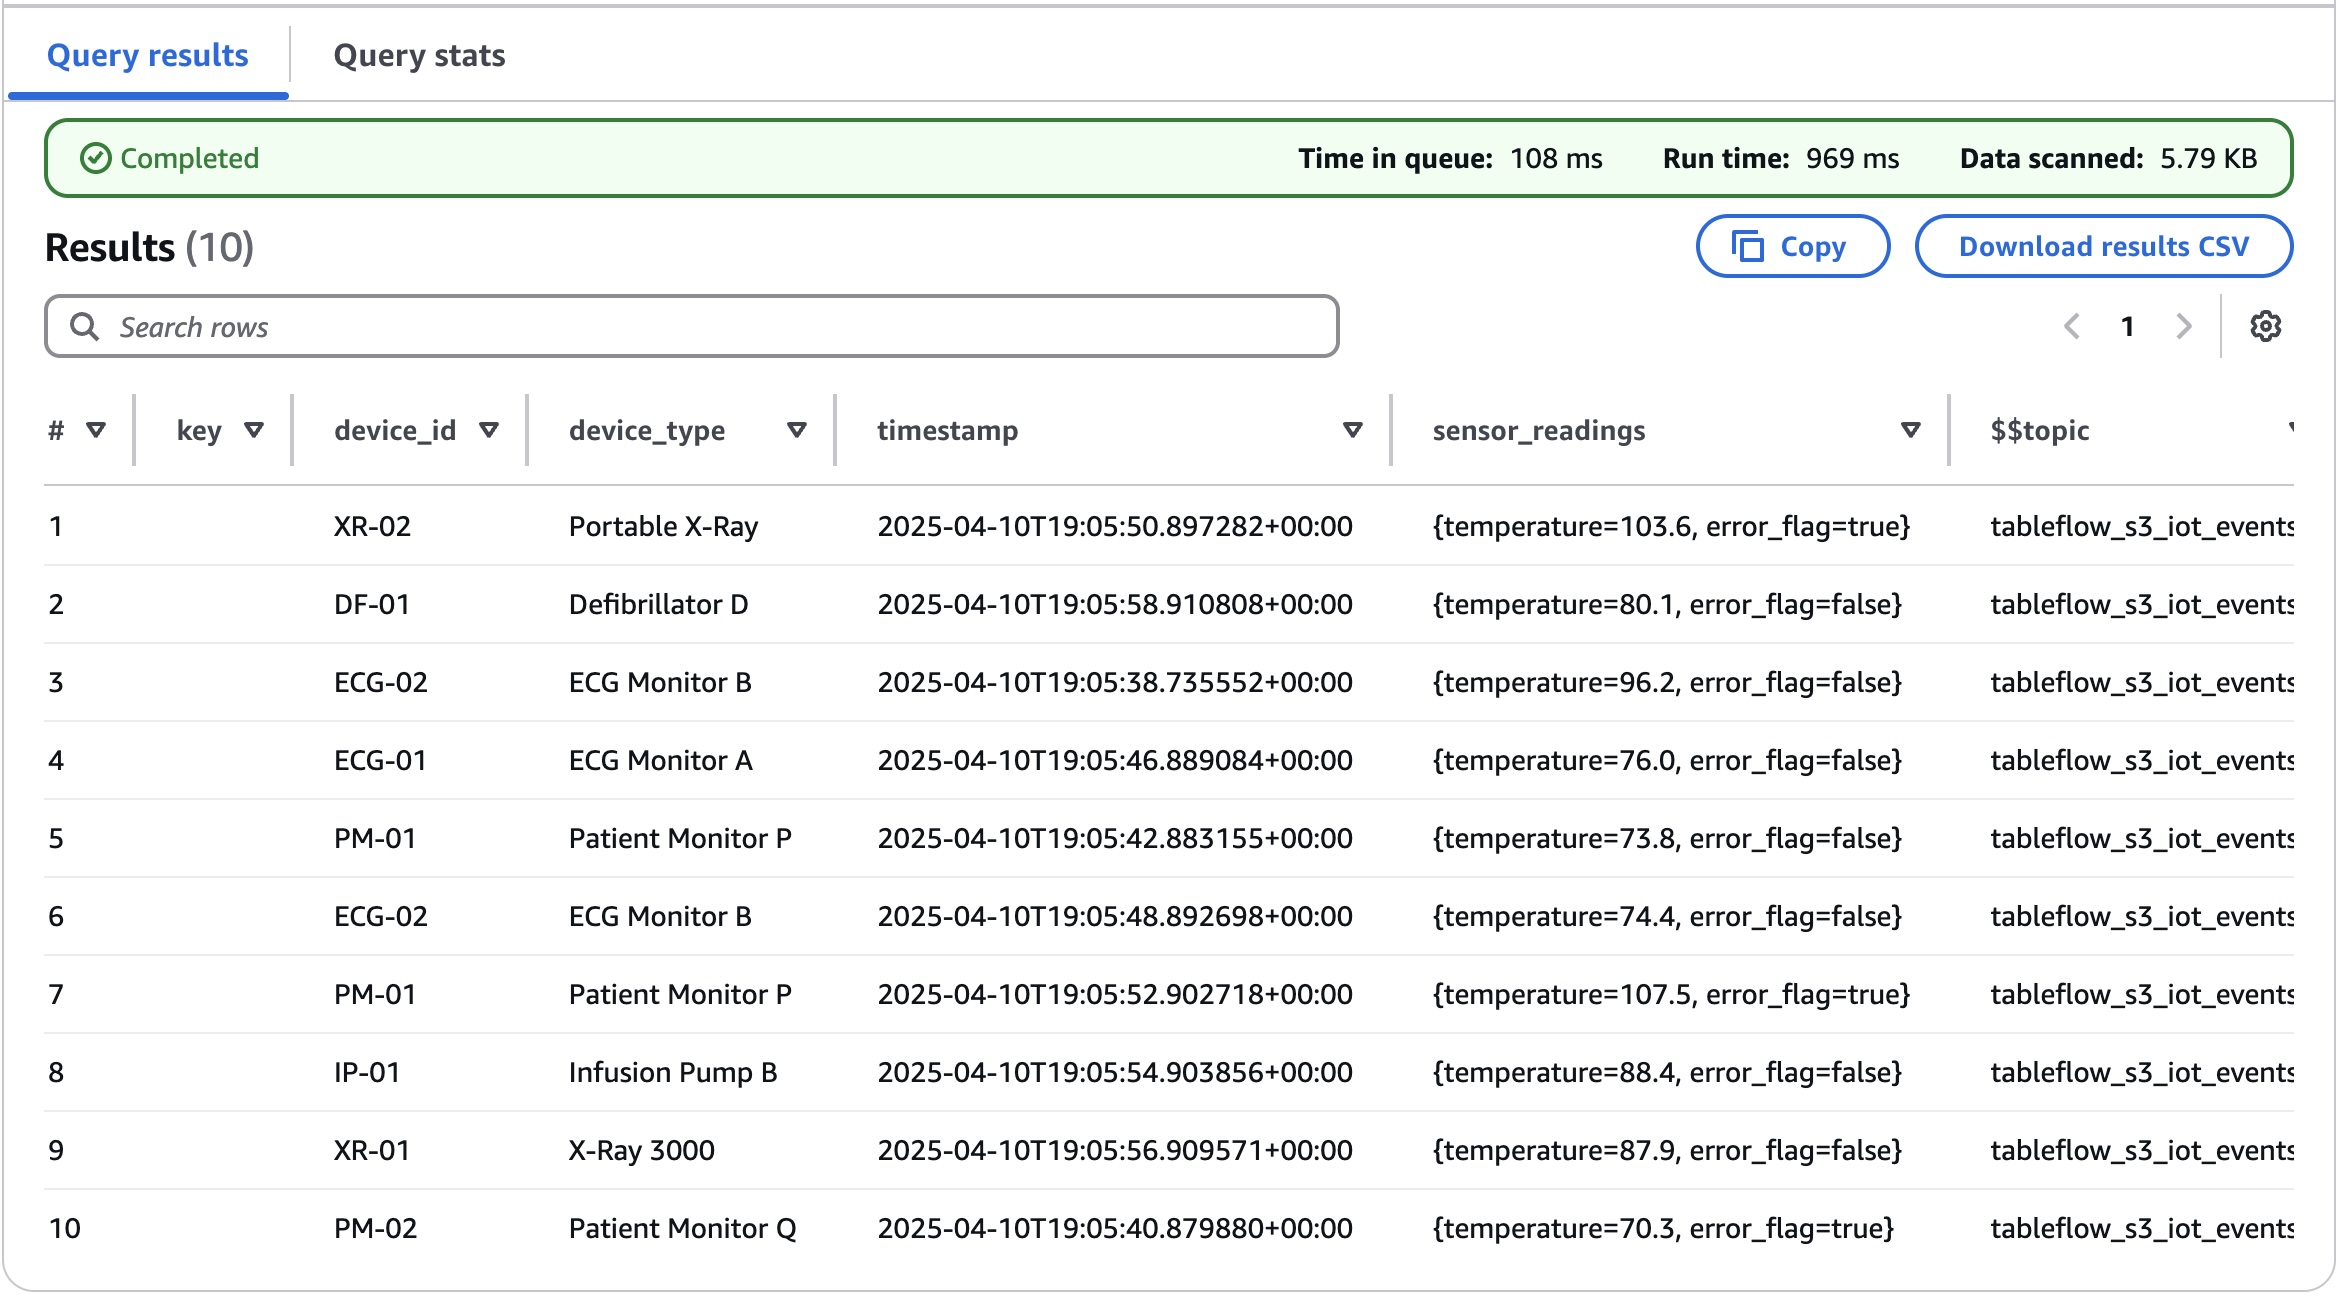 Query results Query stats
Completed Time in queue: 108 ms Run time: 969 ms Data scanned: 5.79 KB
Results (10) Copy Download results CSV
Search rows 1
# key device_id device_type timestamp sensor_readings $$topic
1 XR-02 Portable X-Ray 2025-04-10T19:05:50.897282+00:00 {temperature=103.6, error_flag=true} tableflow_s3_iot_events
2 DF-01 Defibrillator D 2025-04-10T19:05:58.910808+00:00 {temperature=80.1, error_flag=false} tableflow_s3_iot_events
3 ECG-02 ECG Monitor B 2025-04-10T19:05:38.735552+00:00 {temperature=96.2, error_flag=false} tableflow_s3_iot_events
4 ECG-01 ECG Monitor A 2025-04-10T19:05:46.889084+00:00 {temperature=76.0, error_flag=false} tableflow_s3_iot_events
5 PM-01 Patient Monitor P 2025-04-10T19:05:42.883155+00:00 {temperature=73.8, error_flag=false} tableflow_s3_iot_events
6 ECG-02 ECG Monitor B 2025-04-10T19:05:48.892698+00:00 {temperature=74.4, error_flag=false} tableflow_s3_iot_events
7 PM-01 Patient Monitor P 2025-04-10T19:05:52.902718+00:00 {temperature=107.5, error_flag=true} tableflow_s3_iot_events
8 IP-01 Infusion Pump B 2025-04-10T19:05:54.903856+00:00 {temperature=88.4, error_flag=false} tableflow_s3_iot_events
9 XR-01 X-Ray 3000 2025-04-10T19:05:56.909571+00:00 {temperature=87.9, error_flag=false} tableflow_s3_iot_events
10 PM-02 Patient Monitor Q 2025-04-10T19:05:40.879880+00:00 {temperature=70.3, error_flag=true} tableflow_s3_iot_events